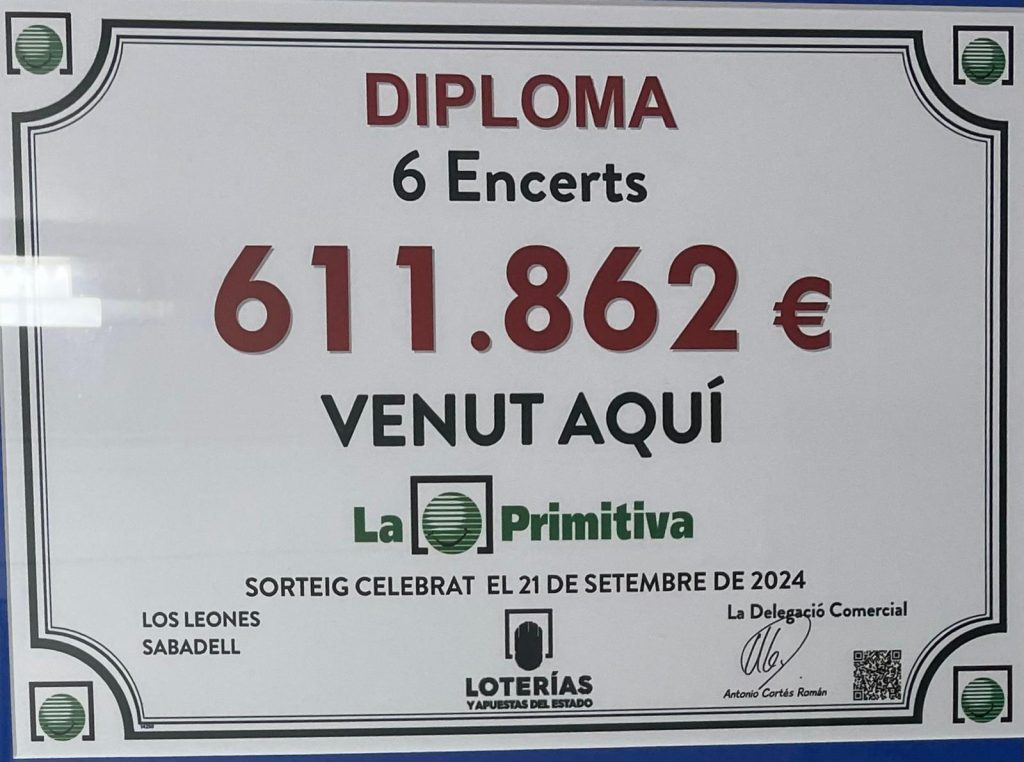 DIPLOMA
6 Encerts
611.862 €
VENUT AQUÍ
La Primitiva
SORTEIG CELEBRAT EL 21 DE SETEMBRE DE 2024
LOS LEONES
SABADELL
LOTERÍAS
Y APUESTAS DEL ESTADO
La Delegació Comercial
Antonio Cortés Román